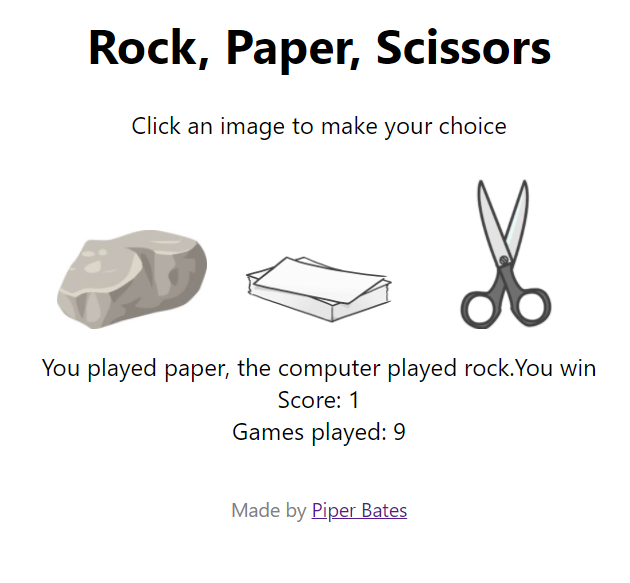 Rock, Paper, Scissors
Click an image to make your choice
You played paper, the computer played rock.You win
Score: 1
Games played: 9
Made by Piper Bates